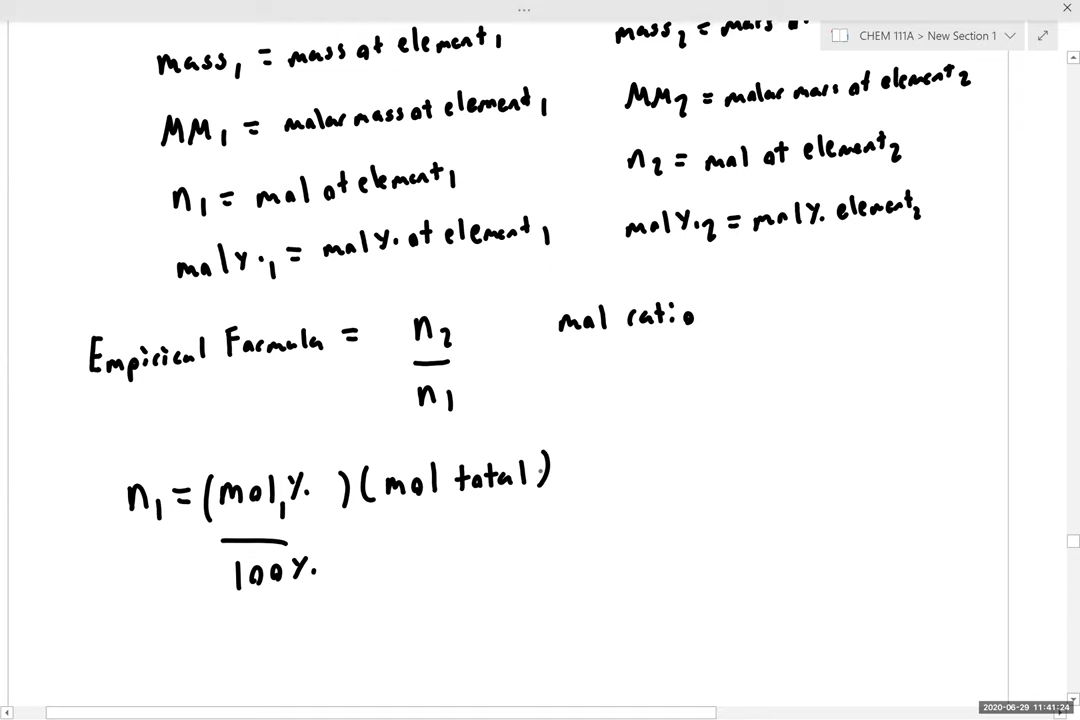 CHEM 111A > New Section 1
mass₁ = mass of element₁
mass₂ = mass
MM₁ = molar mass of element₁
MM₂ = molar mass of element₂
n₁ = mol of element₁
n₂ = mol of element₂
mol%₁ = mol% of element₁
mol%₂ = mol% element₂
Empirical Formula = n₂ / n₁ mol ratio
n₁ = (mol₁% / 100%) (mol total)
2020-06-29 11:41:24